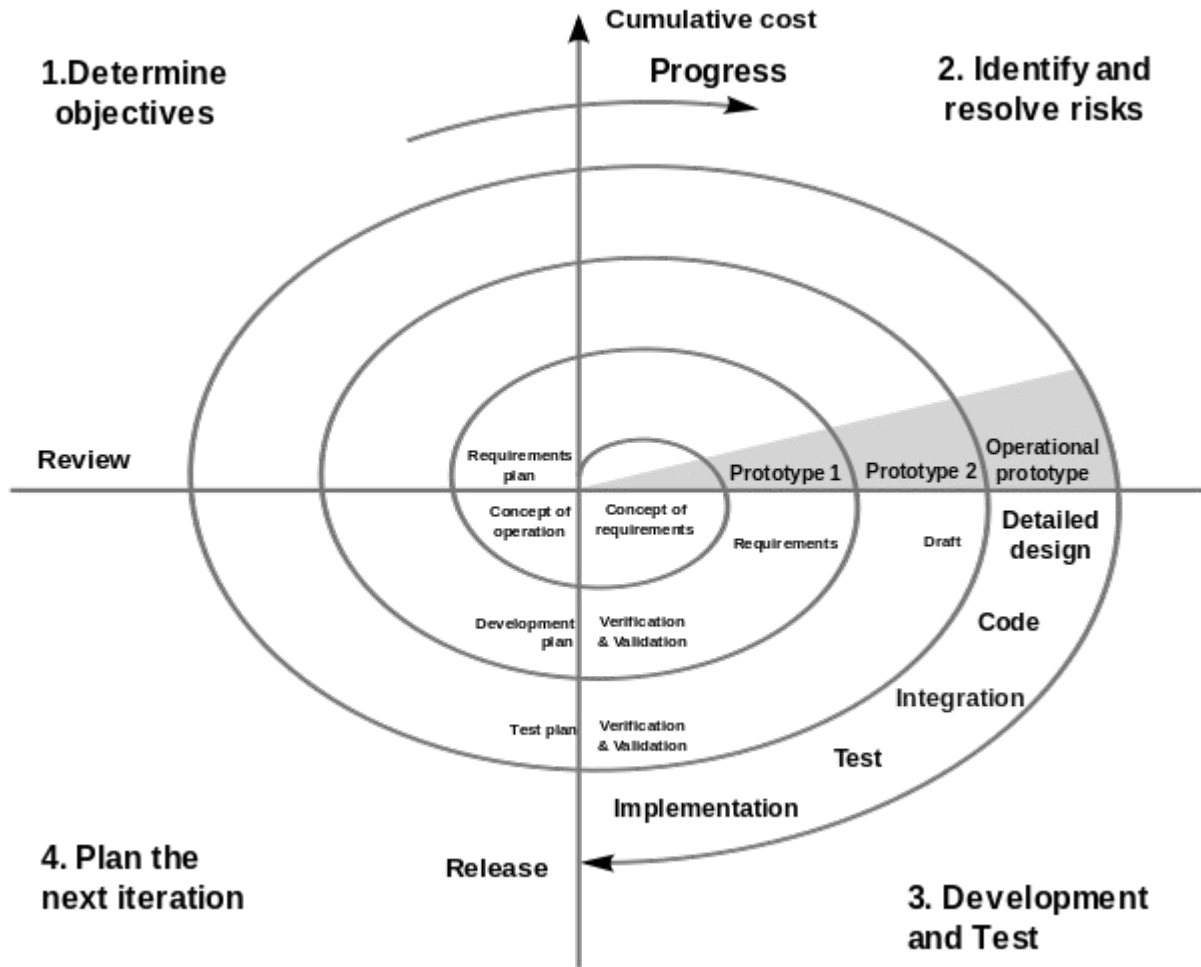 Cumulative cost
1.Determine
objectives
Progress
2. Identify and
resolve risks
Review
Requirements
plan
Prototype 1
Prototype 2
Operational
prototype
Concept of
operation
Concept of
requirements
Requirements
Draft
Detailed
design
Development
plan
Verification
& Validation
Code
Integration
Test plan
Verification
& Validation
Test
Implementation
Release
4. Plan the
next iteration
3. Development
and Test